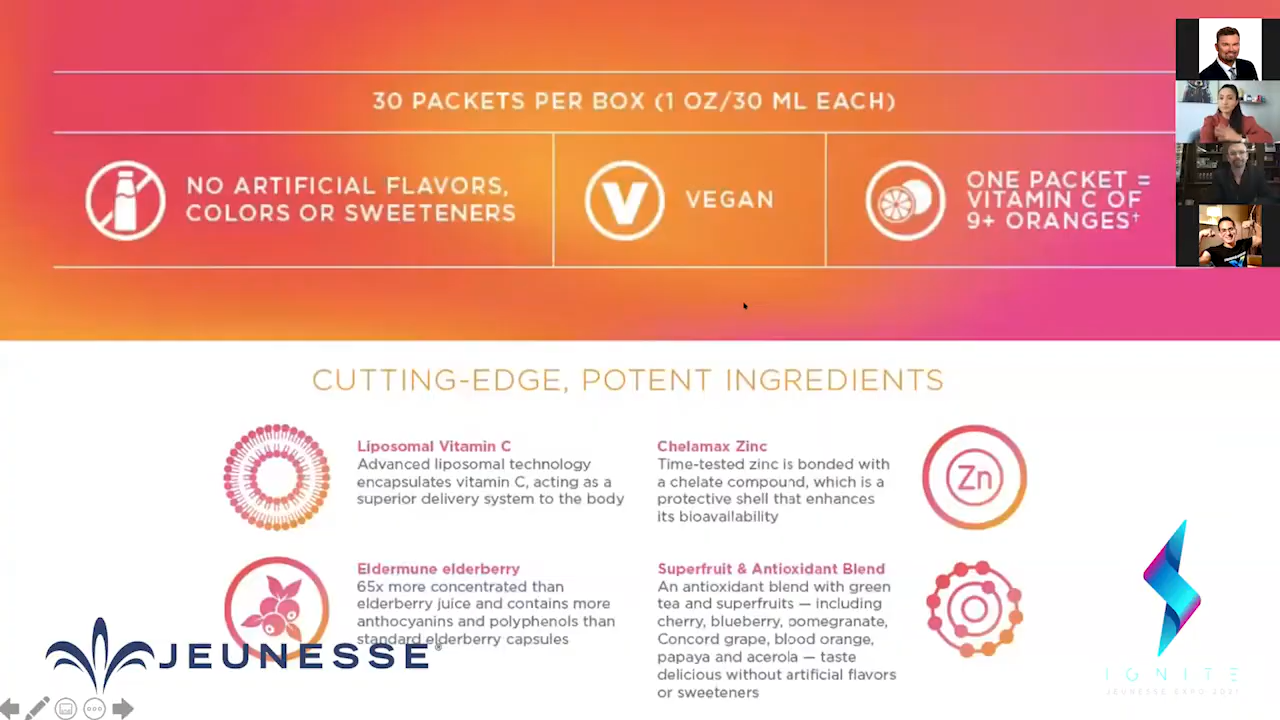 30 PACKETS PER BOX (1 OZ/30 ML EACH)
NO ARTIFICIAL FLAVORS,
COLORS OR SWEETENERS
V
VEGAN
ONE PACKET =
VITAMIN C OF
9+ ORANGES†
CUTTING-EDGE, POTENT INGREDIENTS
Liposomal Vitamin C
Advanced liposomal technology
encapsulates vitamin C, acting as a
superior delivery system to the body
Chelamax Zinc
Time-tested zinc is bonded with
a chelate compound, which is a
protective shell that enhances
its bioavailability
Zn
Eldermune elderberry
65x more concentrated than
elderberry juice and contains more
anthocyanins and polyphenols than
standard elderberry capsules
Superfruit & Antioxidant Blend
An antioxidant blend with green
tea and superfruits — including
cherry, blueberry, pomegranate,
Concord grape, blood orange,
papaya and acerola — taste
delicious without artificial flavors
or sweeteners
JEUNESSE®
IGNITE
JEUNESSE EXPO 2021